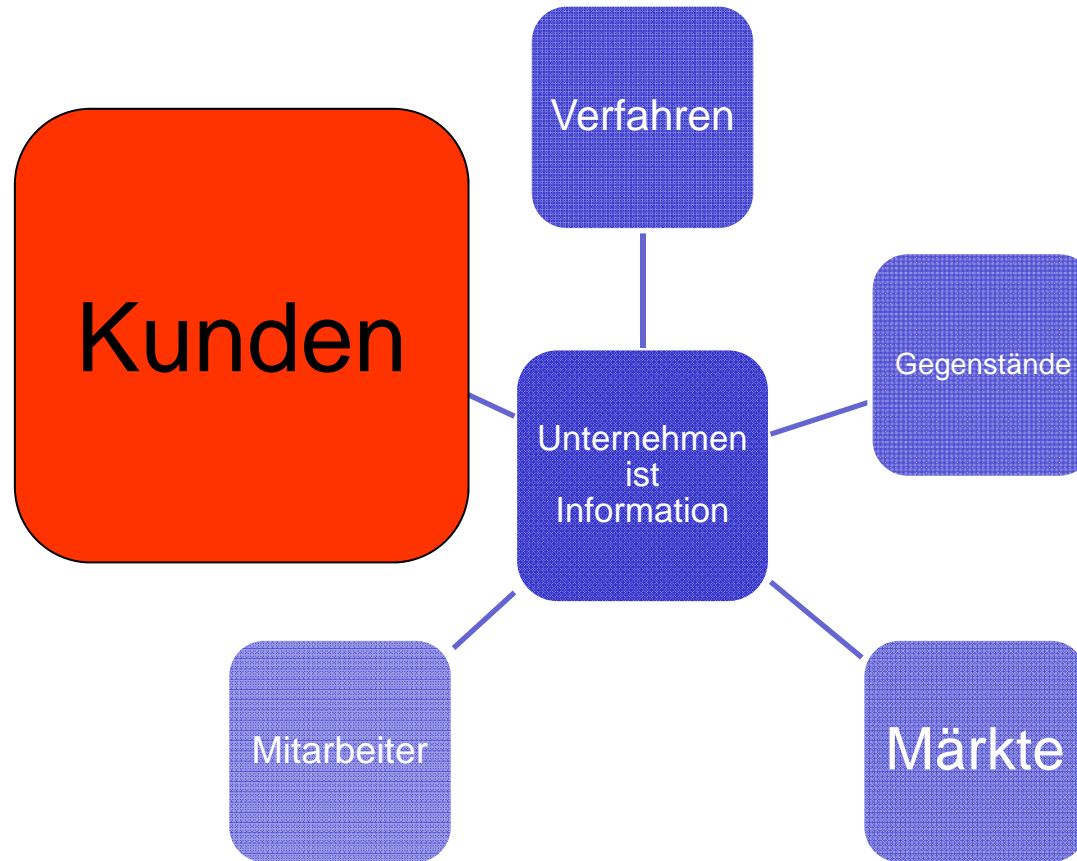 Verfahren
Kunden
Gegenstände
Unternehmen
ist
Information
Mitarbeiter
Märkte